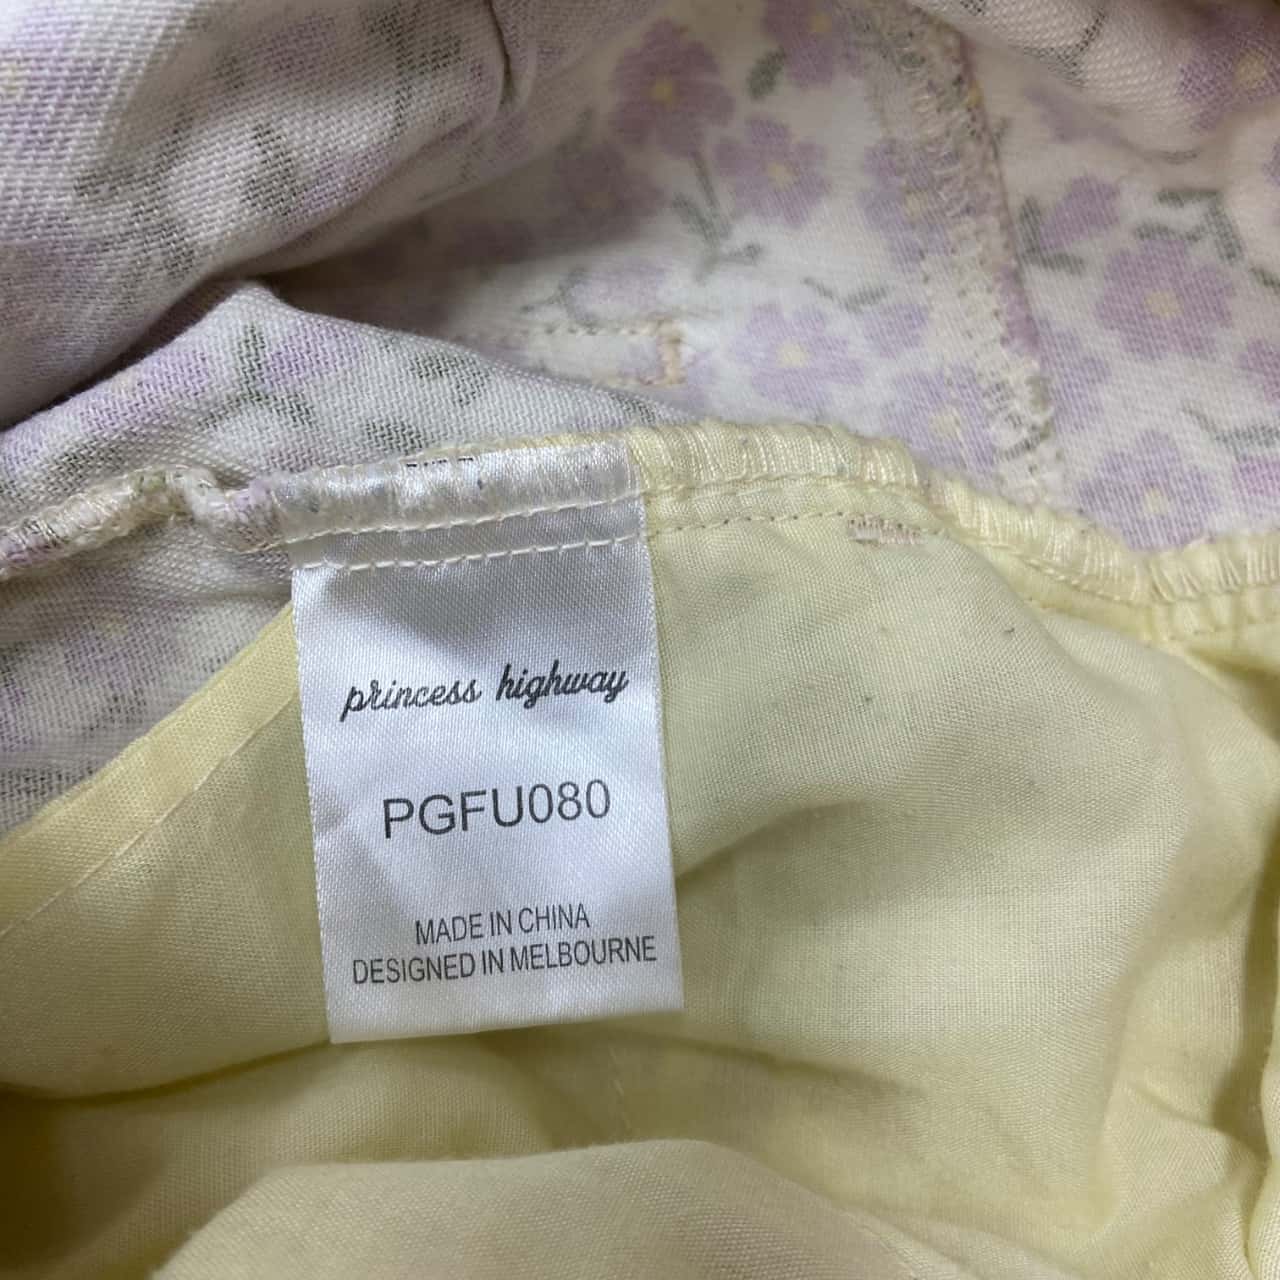 princess highway
PGFU080
MADE IN CHINA
DESIGNED IN MELBOURNE